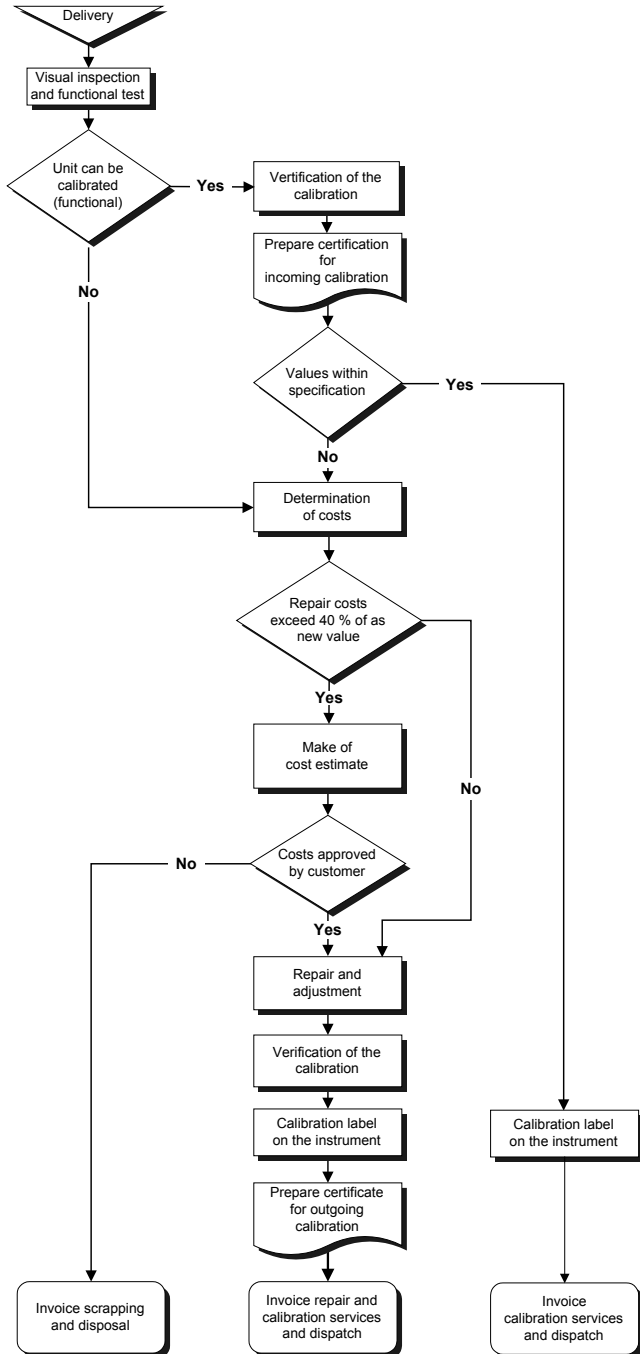 Delivery
Visual inspection
and functional test
Unit can be
calibrated
(functional)
Yes
Vertification of the
calibration
Prepare certification
for
incoming calibration
No
Values within
specification
Yes
No
Determination
of costs
Repair costs
exceed 40 % of as
new value
Yes
Make of
cost estimate
No
Costs approved
by customer
No
Yes
Repair and
adjustment
Verification of the
calibration
Calibration label
on the instrument
Calibration label
on the instrument
Prepare certificate
for outgoing
calibration
Invoice scrapping
and disposal
Invoice repair and
calibration services
and dispatch
Invoice
calibration services
and dispatch